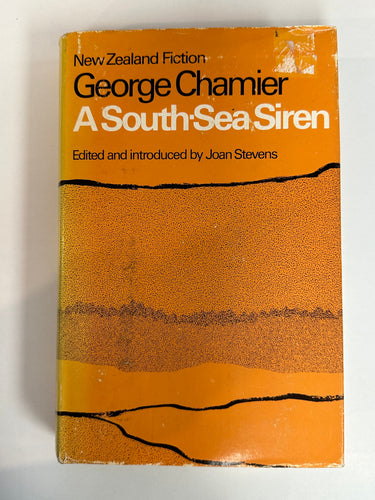 New Zealand Fiction
George Chamier
A South-Sea Siren
Edited and introduced by Joan Stevens